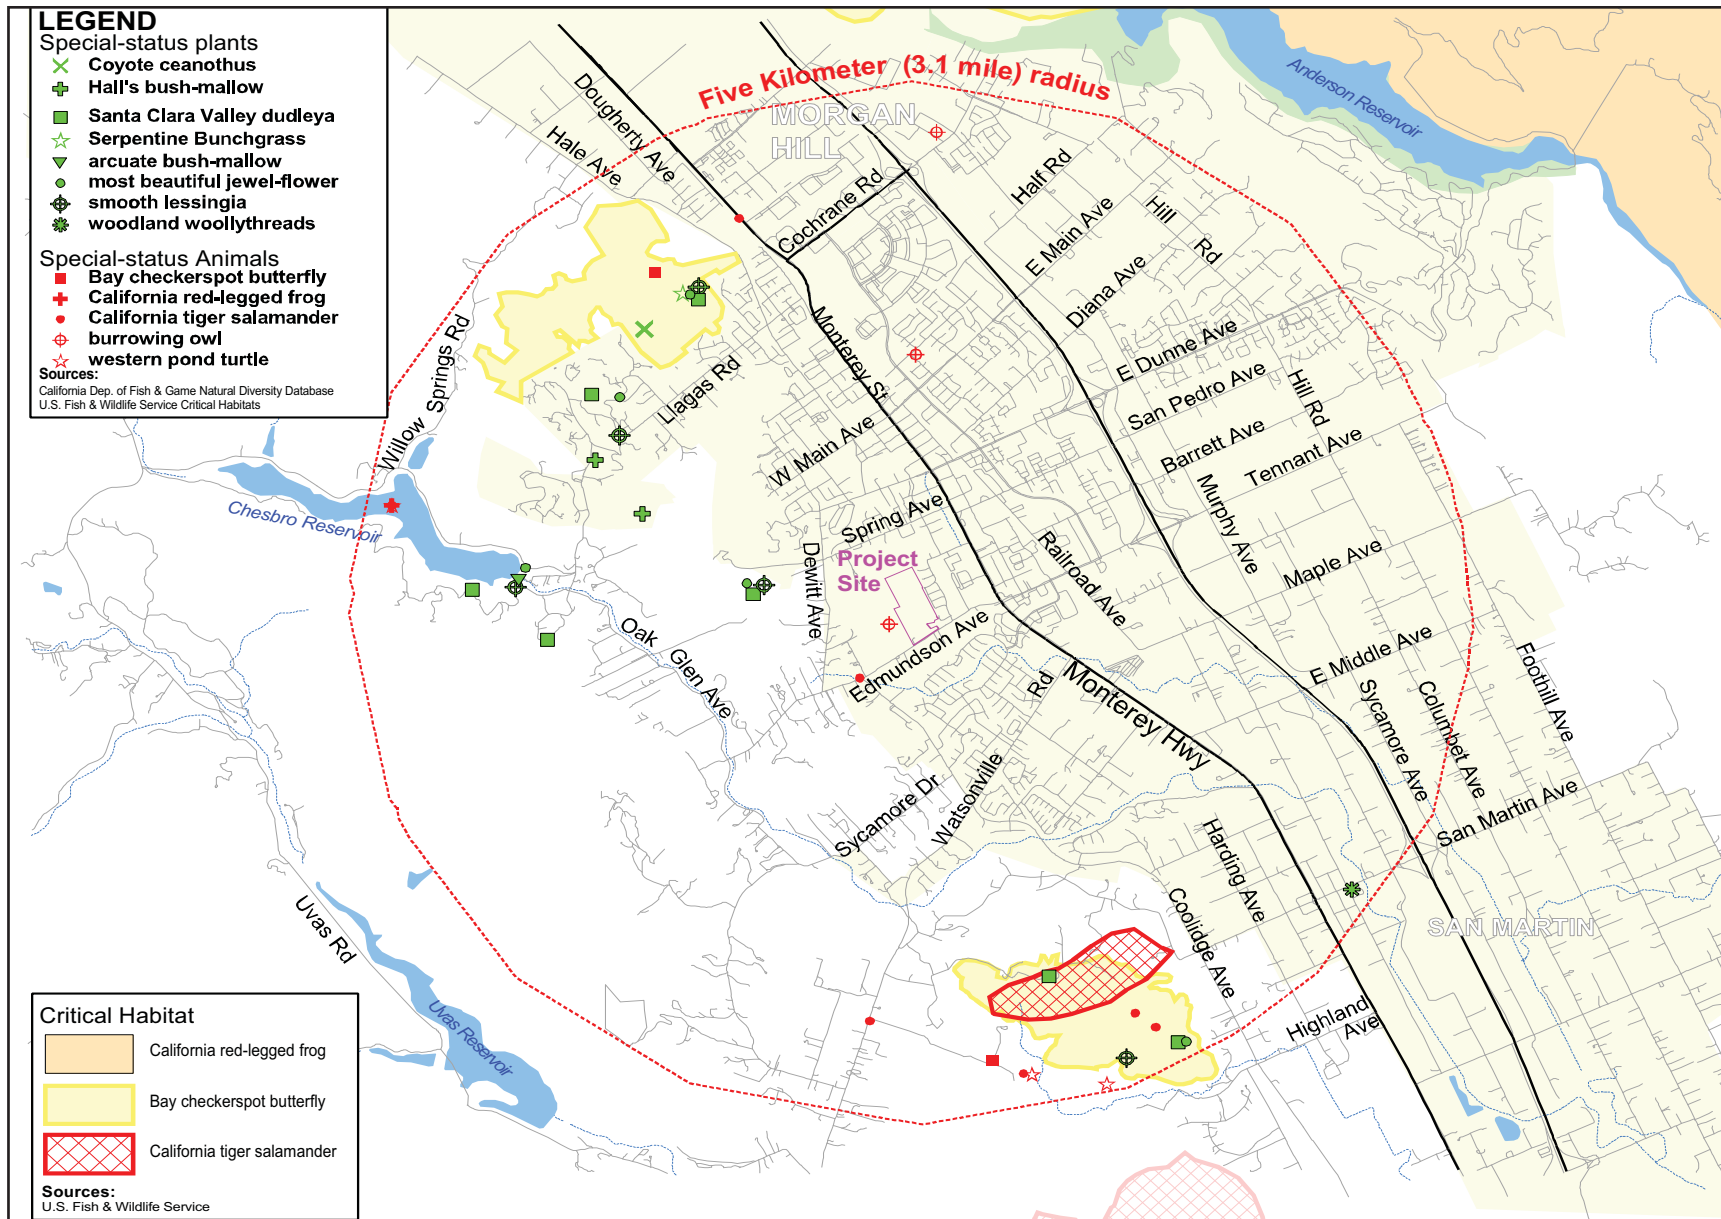 LEGEND
Special-status plants
Coyote ceanothus
Hall's bush-mallow
Santa Clara Valley dudleya
Serpentine Bunchgrass
arcuate bush-mallow
most beautiful jewel-flower
smooth lessingia
woodland woollythreads
Special-status Animals
Bay checkerspot butterfly
California red-legged frog
California tiger salamander
burrowing owl
western pond turtle
Sources:
California Dep. of Fish & Game Natural Diversity Database
U.S. Fish & Wildlife Service Critical Habitats
Five Kilometer (3.1 mile) radius
MORGAN
HILL
Anderson Reservoir
Dougherty Ave
Hale Ave
Cochrane Rd
Half Rd
Hill
Rd
E Main Ave
Diana Ave
E Dunne Ave
San Pedro Ave
Hill Rd
Barrett Ave
Tennant Ave
Murphy Ave
Maple Ave
Monterey St
Llagas Rd
W Main Ave
Willow Springs Rd
Chesbro Reservoir
Spring Ave
Dewitt Ave
Project
Site
Railroad Ave
Edmundson Ave
Oak Glen Ave
E Middle Ave
Foothill Ave
Sycamore Ave
Columbet Ave
Monterey Hwy
Watsonville
Rd
Sycamore Dr
San Martin Ave
Harding Ave
Coolidge Ave
SAN MARTIN
Highland
Ave
Uvas Rd
Uvas Reservoir
Critical Habitat
California red-legged frog
Bay checkerspot butterfly
California tiger salamander
Sources:
U.S. Fish & Wildlife Service